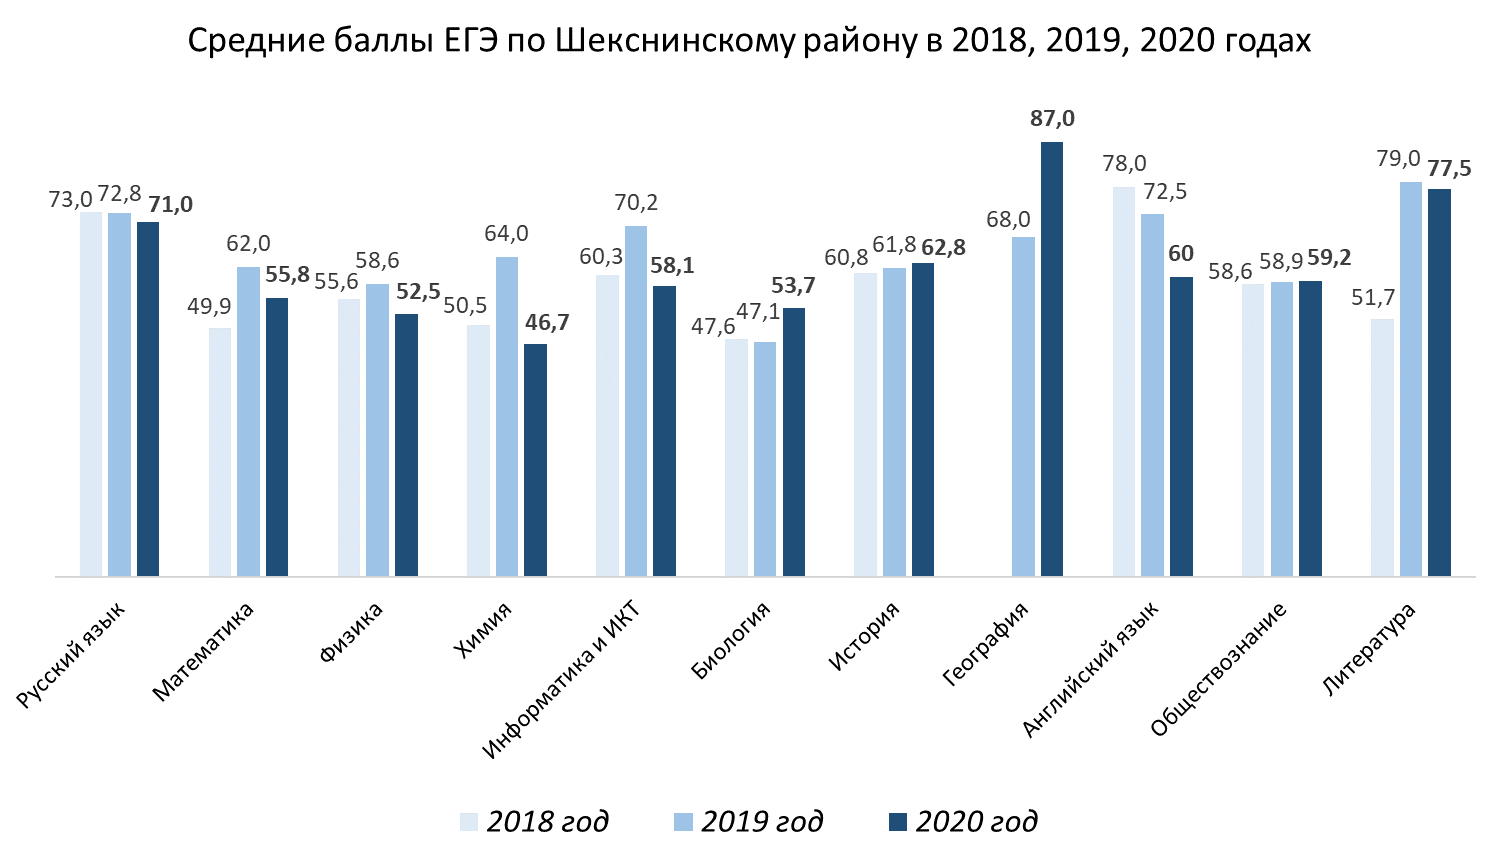 Средние баллы ЕГЭ по Шекснинскому району в 2018, 2019, 2020 годах
73,0 72,8 71,0
49,9 62,0 55,8
55,6 58,6 52,5
50,5 64,0 46,7
60,3 70,2 58,1
47,6 47,1 53,7
60,8 61,8 62,8
68,0 87,0
78,0 72,5 60
58,6 58,9 59,2
51,7 79,0 77,5
Русский язык
Математика
Физика
Химия
Информатика и ИКТ
Биология
История
География
Английский язык
Обществознание
Литература
2018 год
2019 год
2020 год